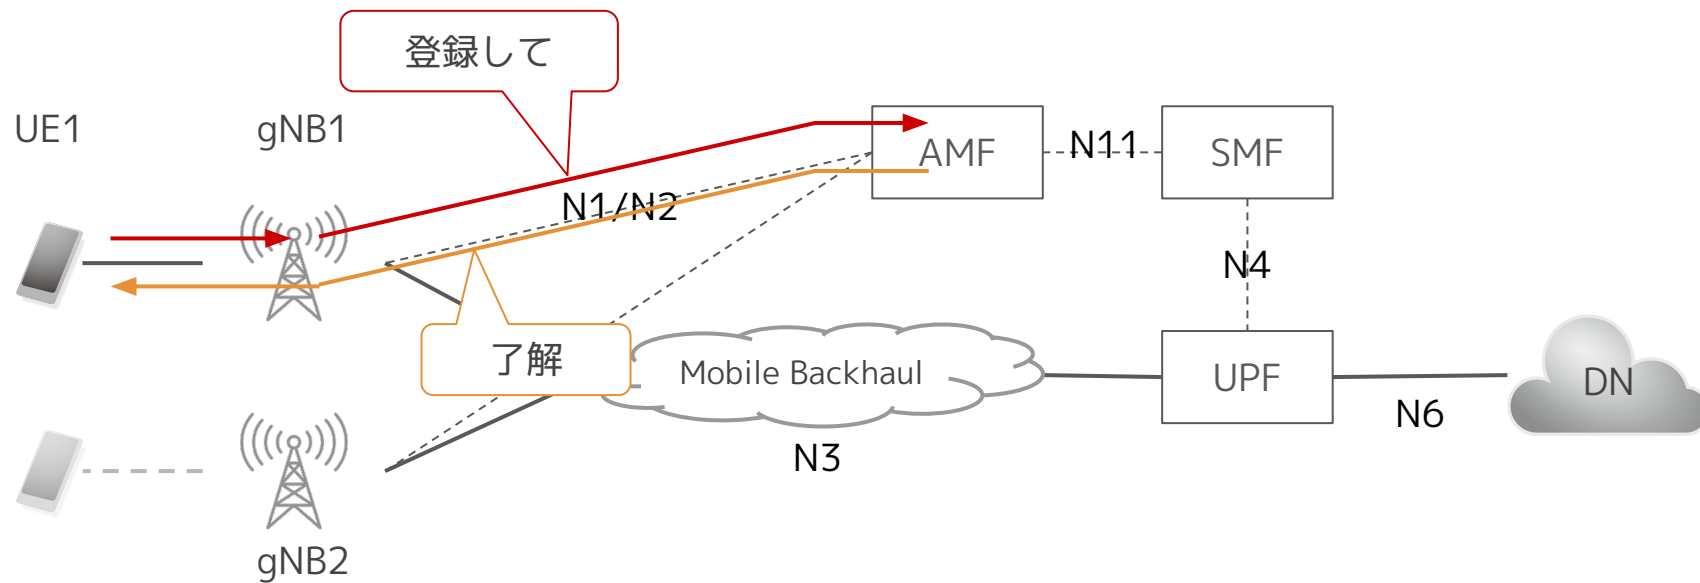 登録して
UE1
gNB1
AMF
N11
SMF
N1/N2
N4
了解
Mobile Backhaul
UPF
DN
N6
N3
gNB2